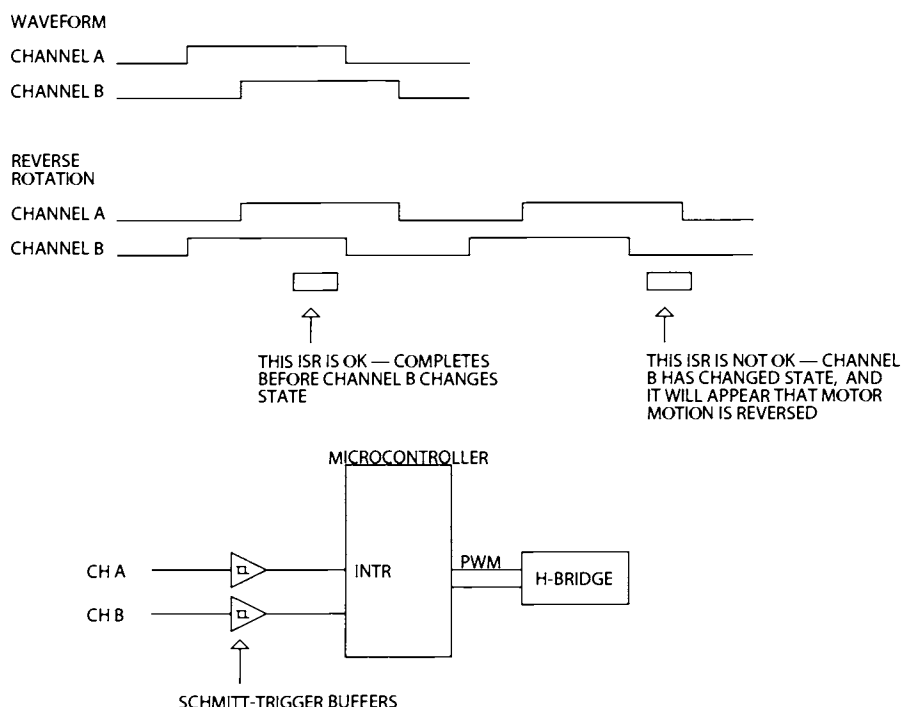 WAVEFORM
CHANNEL A
CHANNEL B
REVERSE
ROTATION
CHANNEL A
CHANNEL B
THIS ISR IS OK — COMPLETES
BEFORE CHANNEL B CHANGES
STATE
THIS ISR IS NOT OK — CHANNEL
B HAS CHANGED STATE, AND
IT WILL APPEAR THAT MOTOR
MOTION IS REVERSED
MICROCONTROLLER
CH A
INTR
PWM
H-BRIDGE
CH B
SCHMITT-TRIGGER BUFFERS